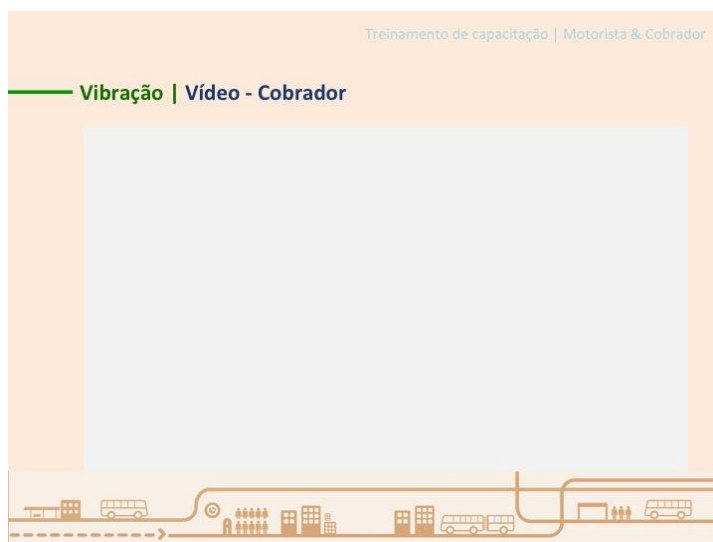 Treinamento de capacitação | Motorista & Cobrador
Vibração | Vídeo - Cobrador